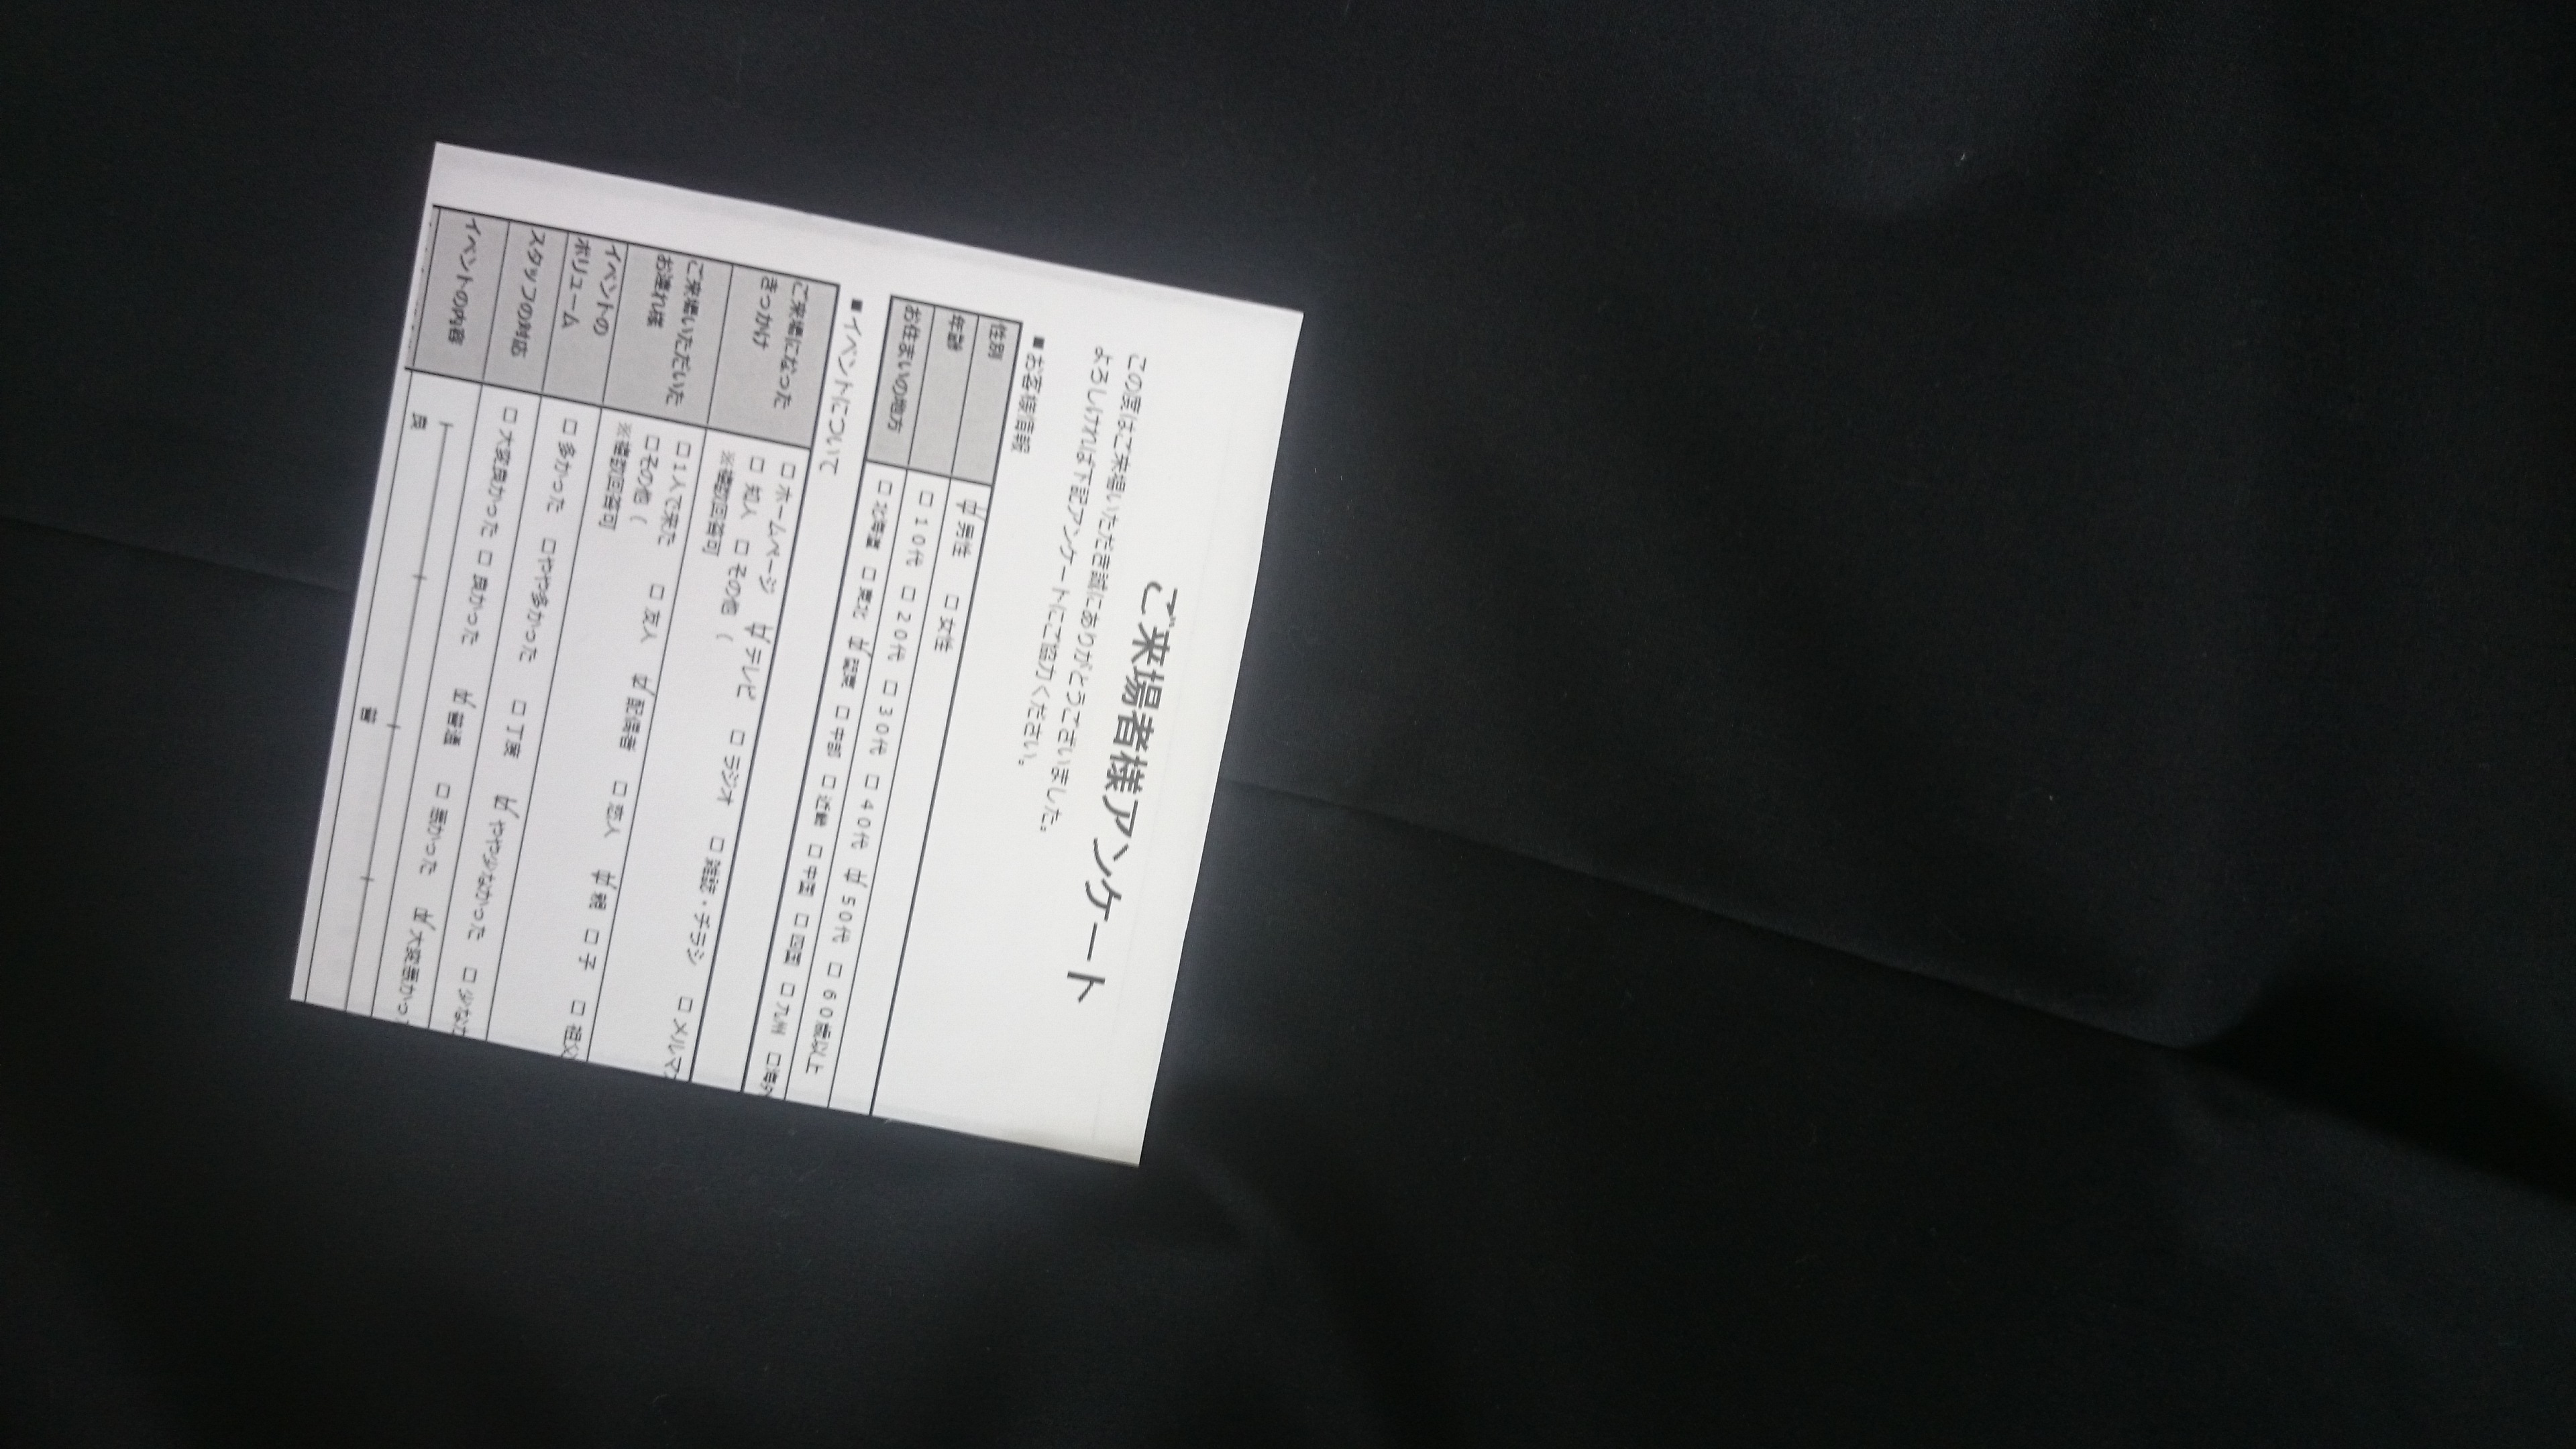 ご来場者様アンケート
この度はご来場いただき誠にありがとうございました。
よろしければ下記アンケートにご協力ください。
■お客様情報
性別 ☑男性 □女性
年齢 □10代 □20代 □30代 □40代 ☑50代 □60歳以上
お住まいの地方 □北海道 □東北 ☑関東 □中部 □近畿 □中国 □四国 □九州 □海外
■イベントについて
ご来場になった
きっかけ
□ホームページ ☑テレビ □ラジオ □雑誌・チラシ □メルマ
□知人 □その他 (
※複数回答可
ご来場いただいた
お連れ様
□1人で来た □友人 ☑配偶者 □恋人 ☑親 □子 □祖父
□その他 (
※複数回答可
イベントの
ボリューム
□多かった □やや多かった □丁度 ☑やや少なかった □少なか
スタッフの対応 □大変良かった □良かった ☑普通 □悪かった ☑大変悪かっ
イベントの内容
良 普